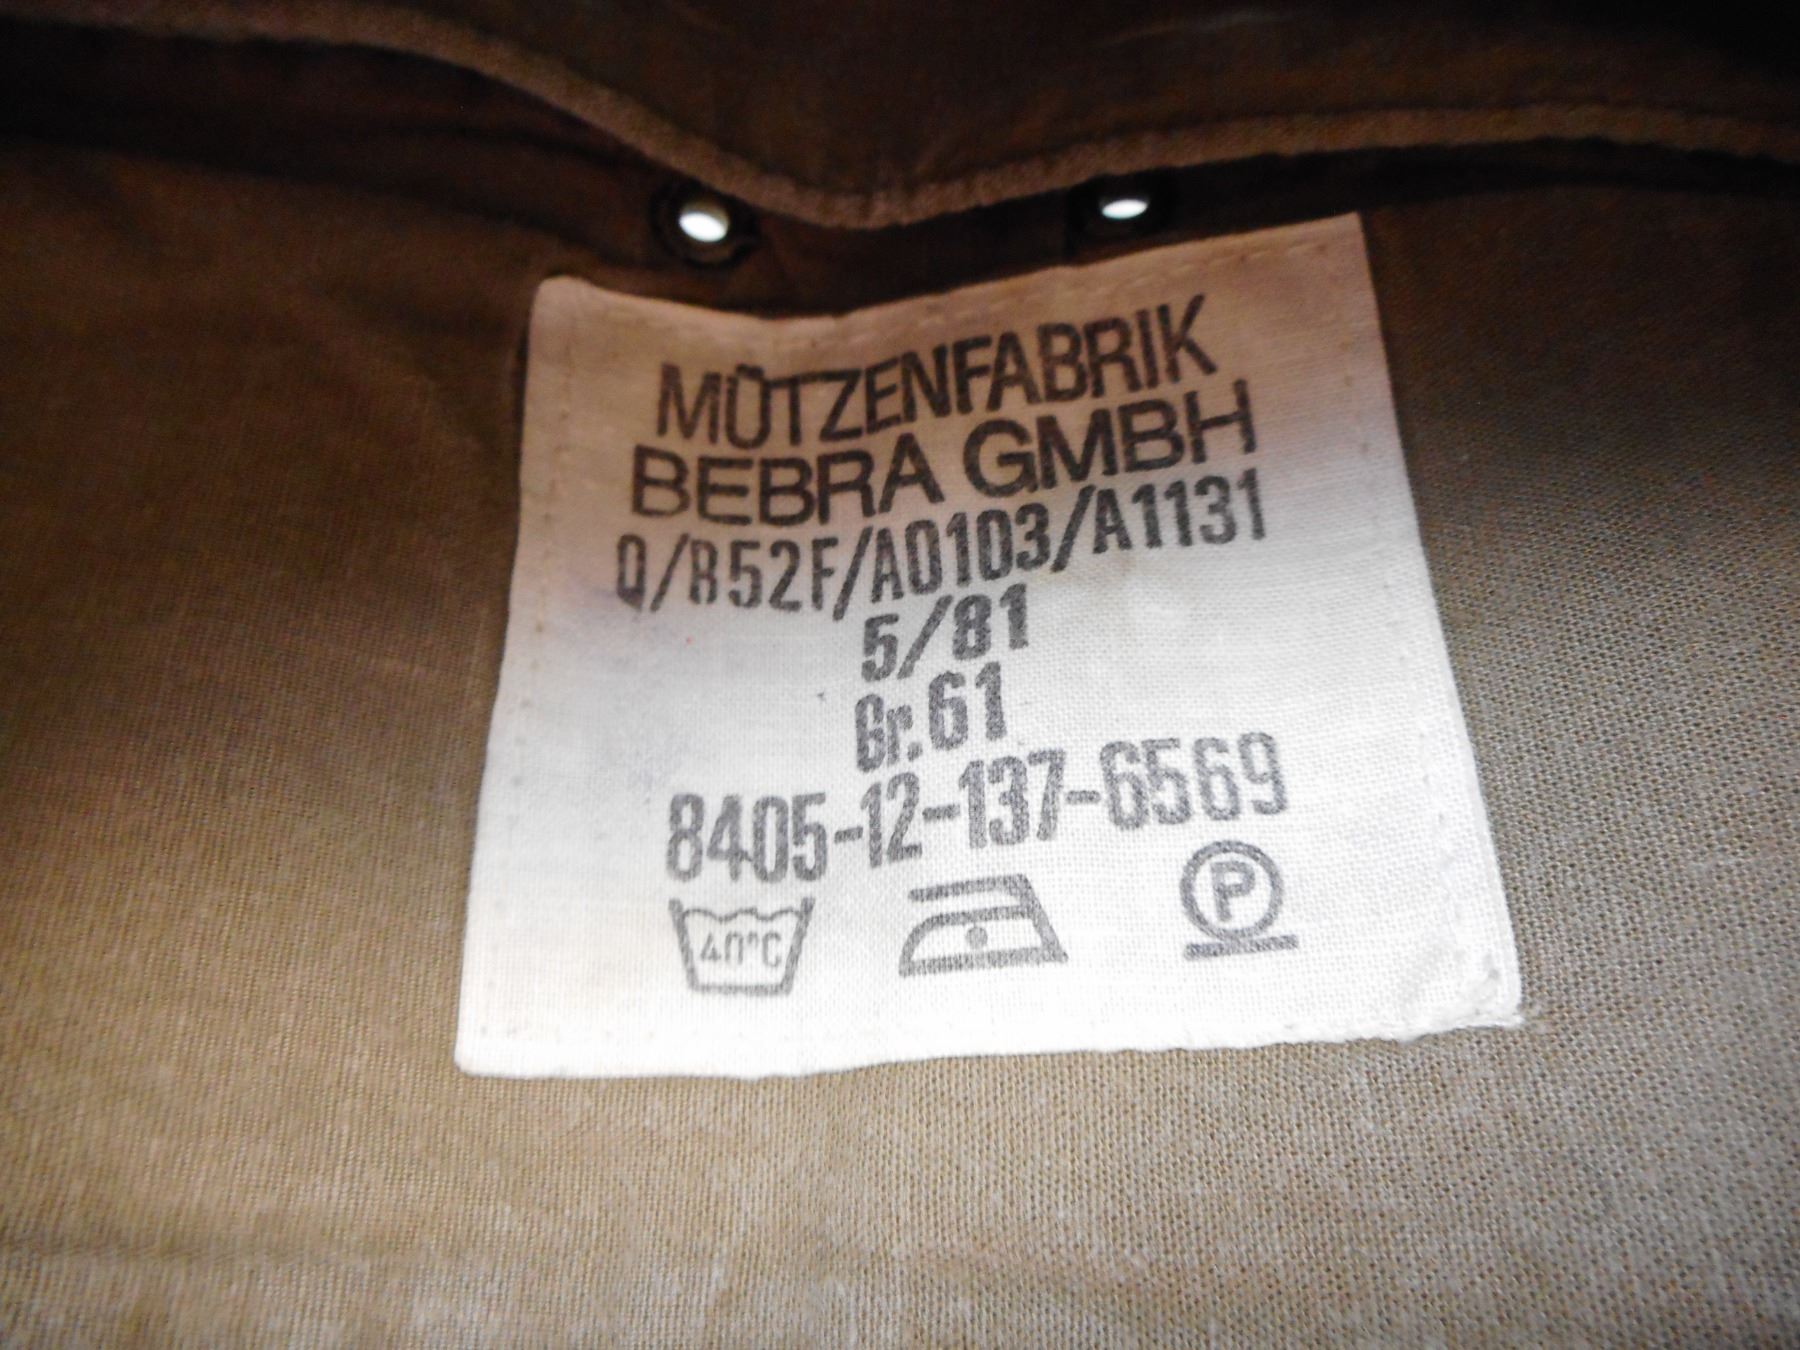 MÜTZENFABRIK
BEBRA GMBH
Q/B52F/A0103/A1131
5/81
Gr.61
8405-12-137-6569
40°C
P